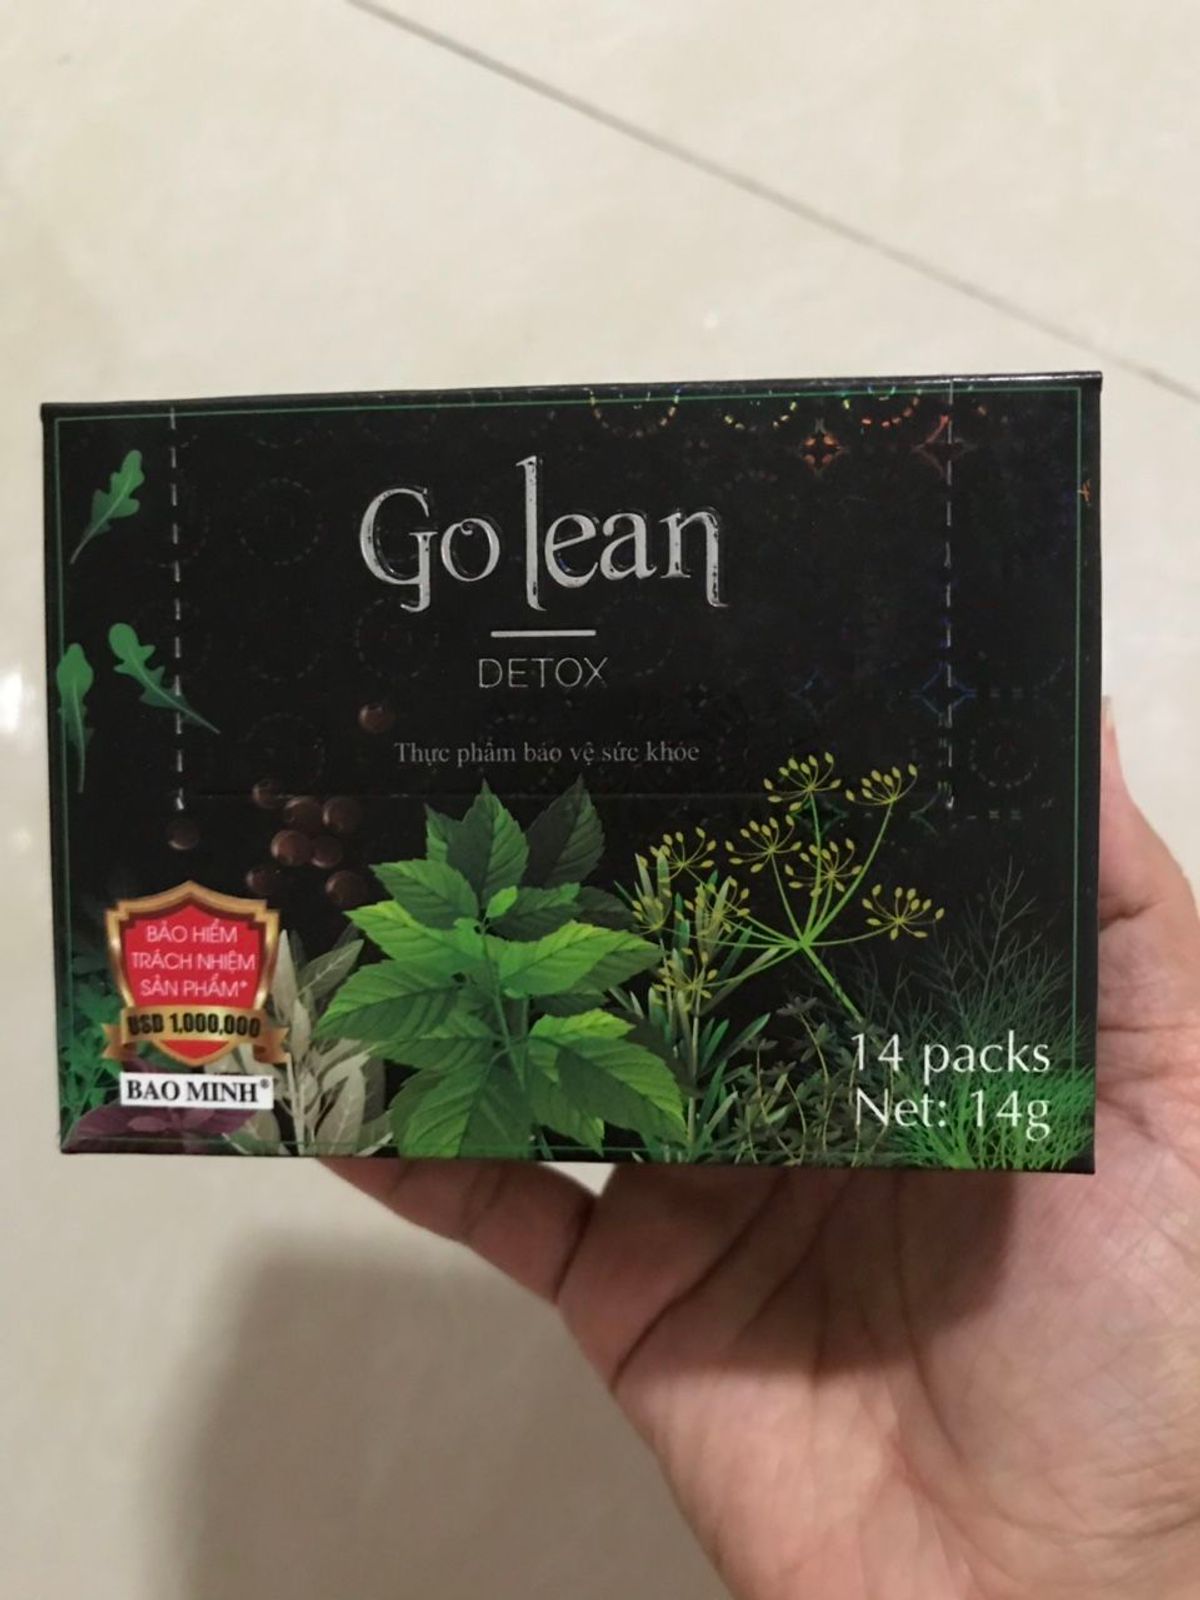 Go lean
DETOX
Thực phẩm bảo vệ sức khỏe
BẢO HIỂM
TRÁCH NHIỆM
SẢN PHẨM*
USD 1,000,000
BAO MINH®
14 packs
Net: 14g